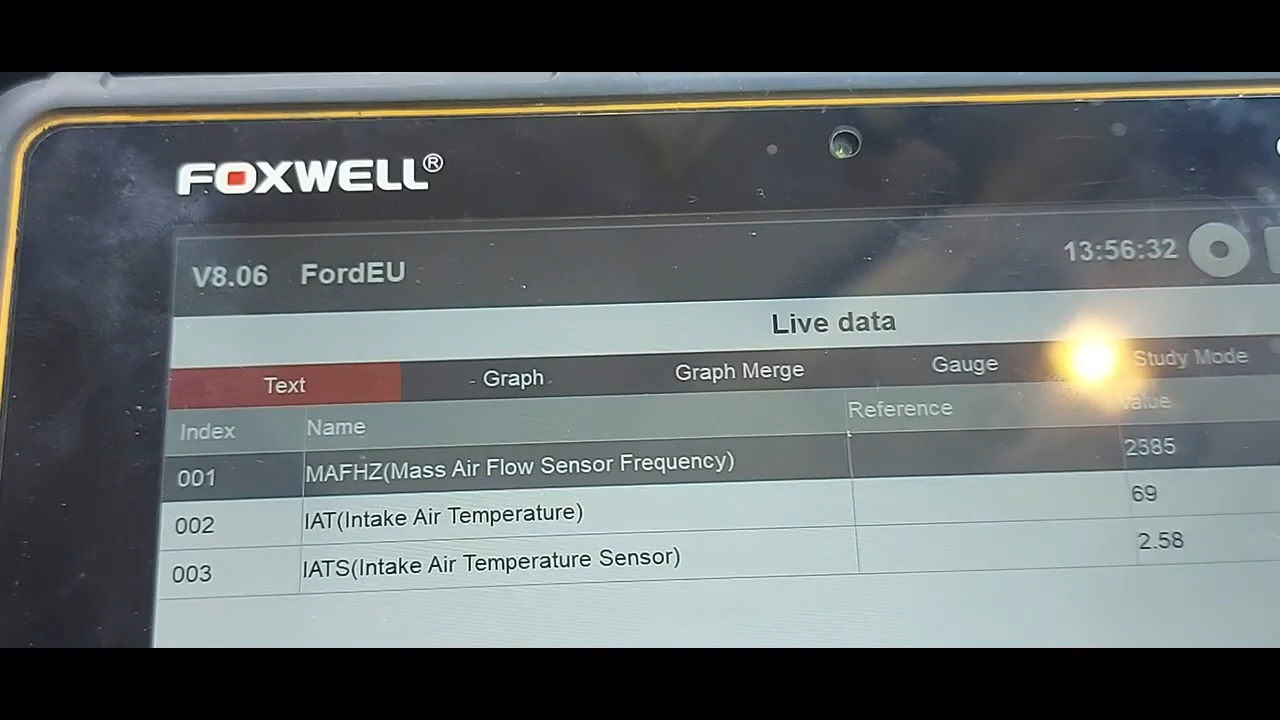 FOXWELL®
V8.06 FordEU 13:56:32
Live data
Text Graph Graph Merge Gauge Study Mode
Index Name Reference Value
001 MAFHZ(Mass Air Flow Sensor Frequency) 2585
002 IAT(Intake Air Temperature) 69
003 IATS(Intake Air Temperature Sensor) 2.58